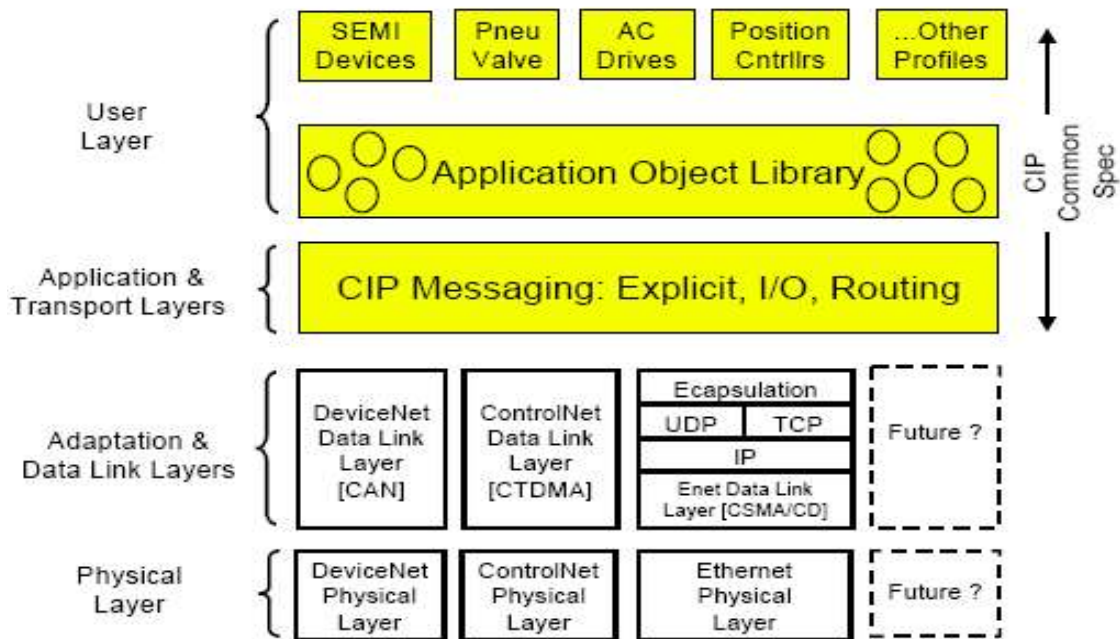 SEMI
Devices
Pneu
Valve
AC
Drives
Position
Cntrllrs
...Other
Profiles
User
Layer
Application Object Library
CIP
Common
Spec
Application &
Transport Layers
CIP Messaging: Explicit, I/O, Routing
Adaptation &
Data Link Layers
DeviceNet
Data Link
Layer
[CAN]
ControlNet
Data Link
Layer
[CTDMA]
Ecapsulation
UDP
TCP
IP
Enet Data Link
Layer [CSMA/CD]
Future ?
Physical
Layer
DeviceNet
Physical
Layer
ControlNet
Physical
Layer
Ethernet
Physical
Layer
Future ?